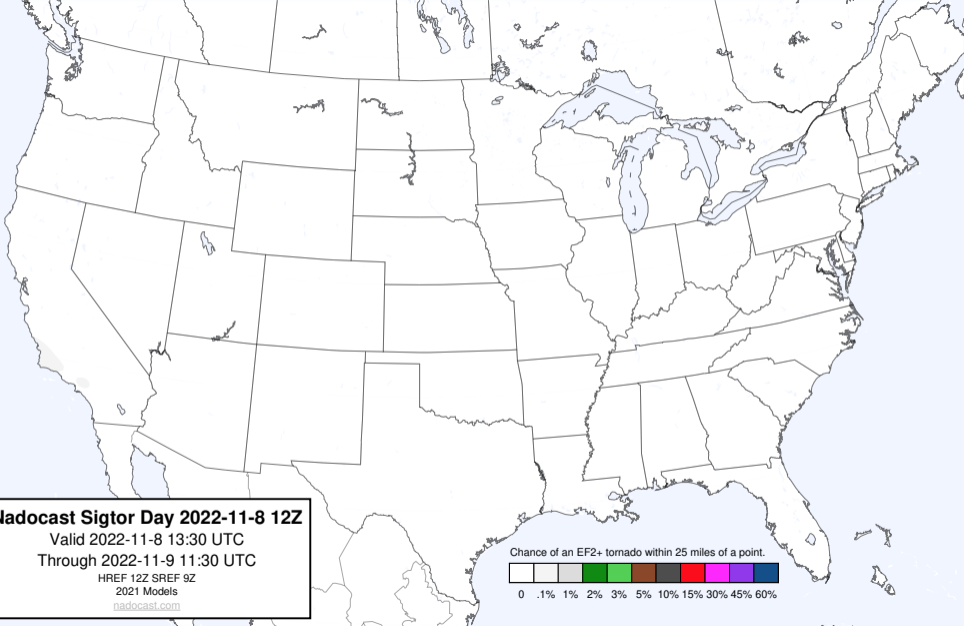 Nadocast Sigtor Day 2022-11-8 12Z
Valid 2022-11-8 13:30 UTC
Through 2022-11-9 11:30 UTC
HREF 12Z SREF 9Z
2021 Models
nadocast.com
Chance of an EF2+ tornado within 25 miles of a point.
0 .1% 1% 2% 3% 5% 10% 15% 30% 45% 60%